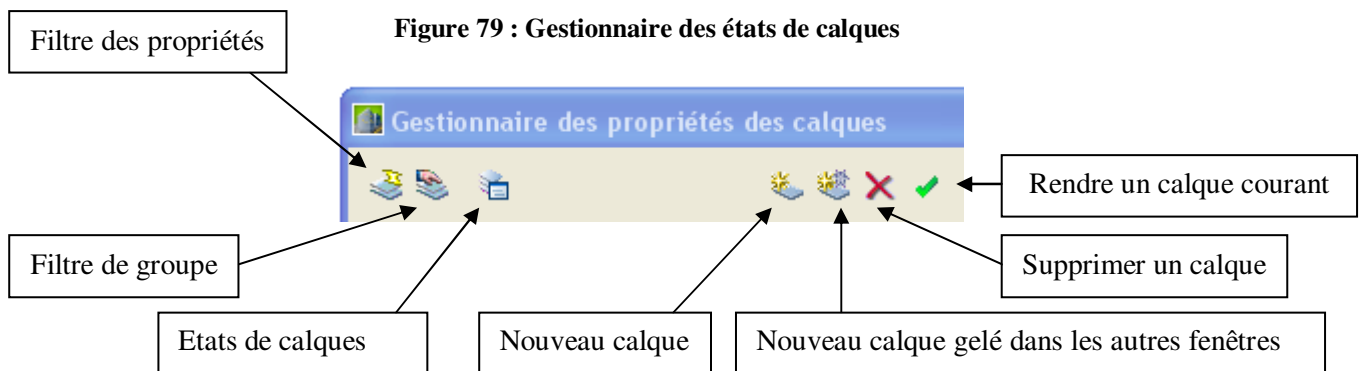 Figure 79 : Gestionnaire des états de calques
Filtre des propriétés
Gestionnaire des propriétés des calques
Rendre un calque courant
Filtre de groupe
Supprimer un calque
Etats de calques
Nouveau calque
Nouveau calque gelé dans les autres fenêtres